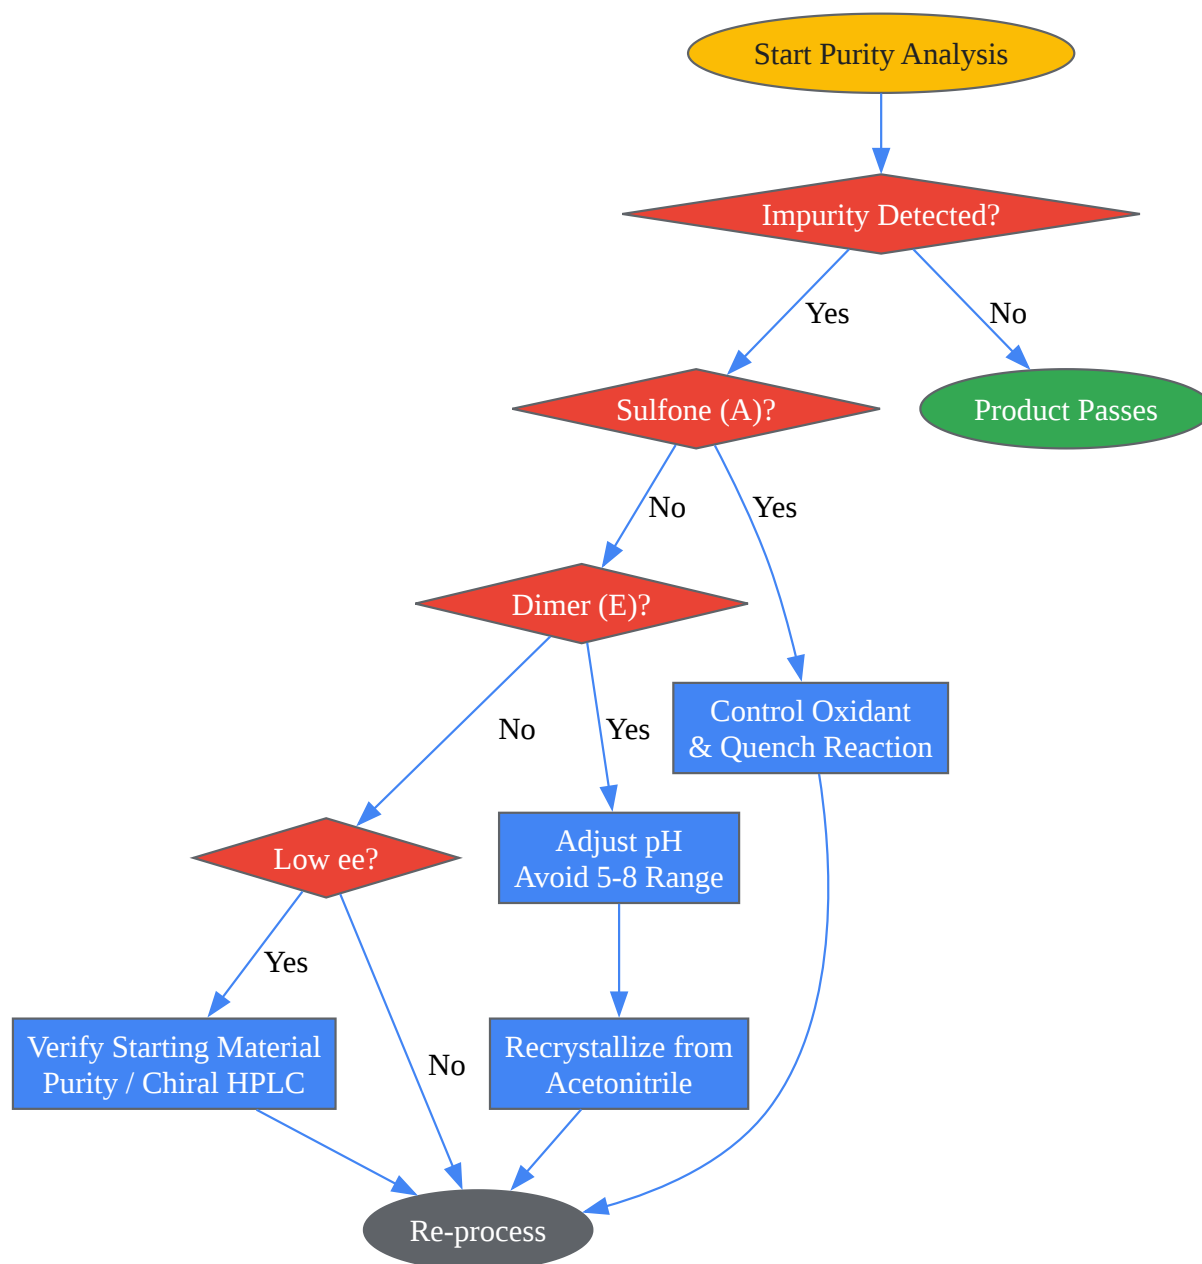 Start Purity Analysis
Impurity Detected?
Yes
No
Sulfone (A)?
Product Passes
No
Yes
Dimer (E)?
Control Oxidant
& Quench Reaction
No
Yes
Adjust pH
Avoid 5-8 Range
Low ee?
Yes
No
Verify Starting Material
Purity / Chiral HPLC
Recrystallize from
Acetonitrile
Re-process